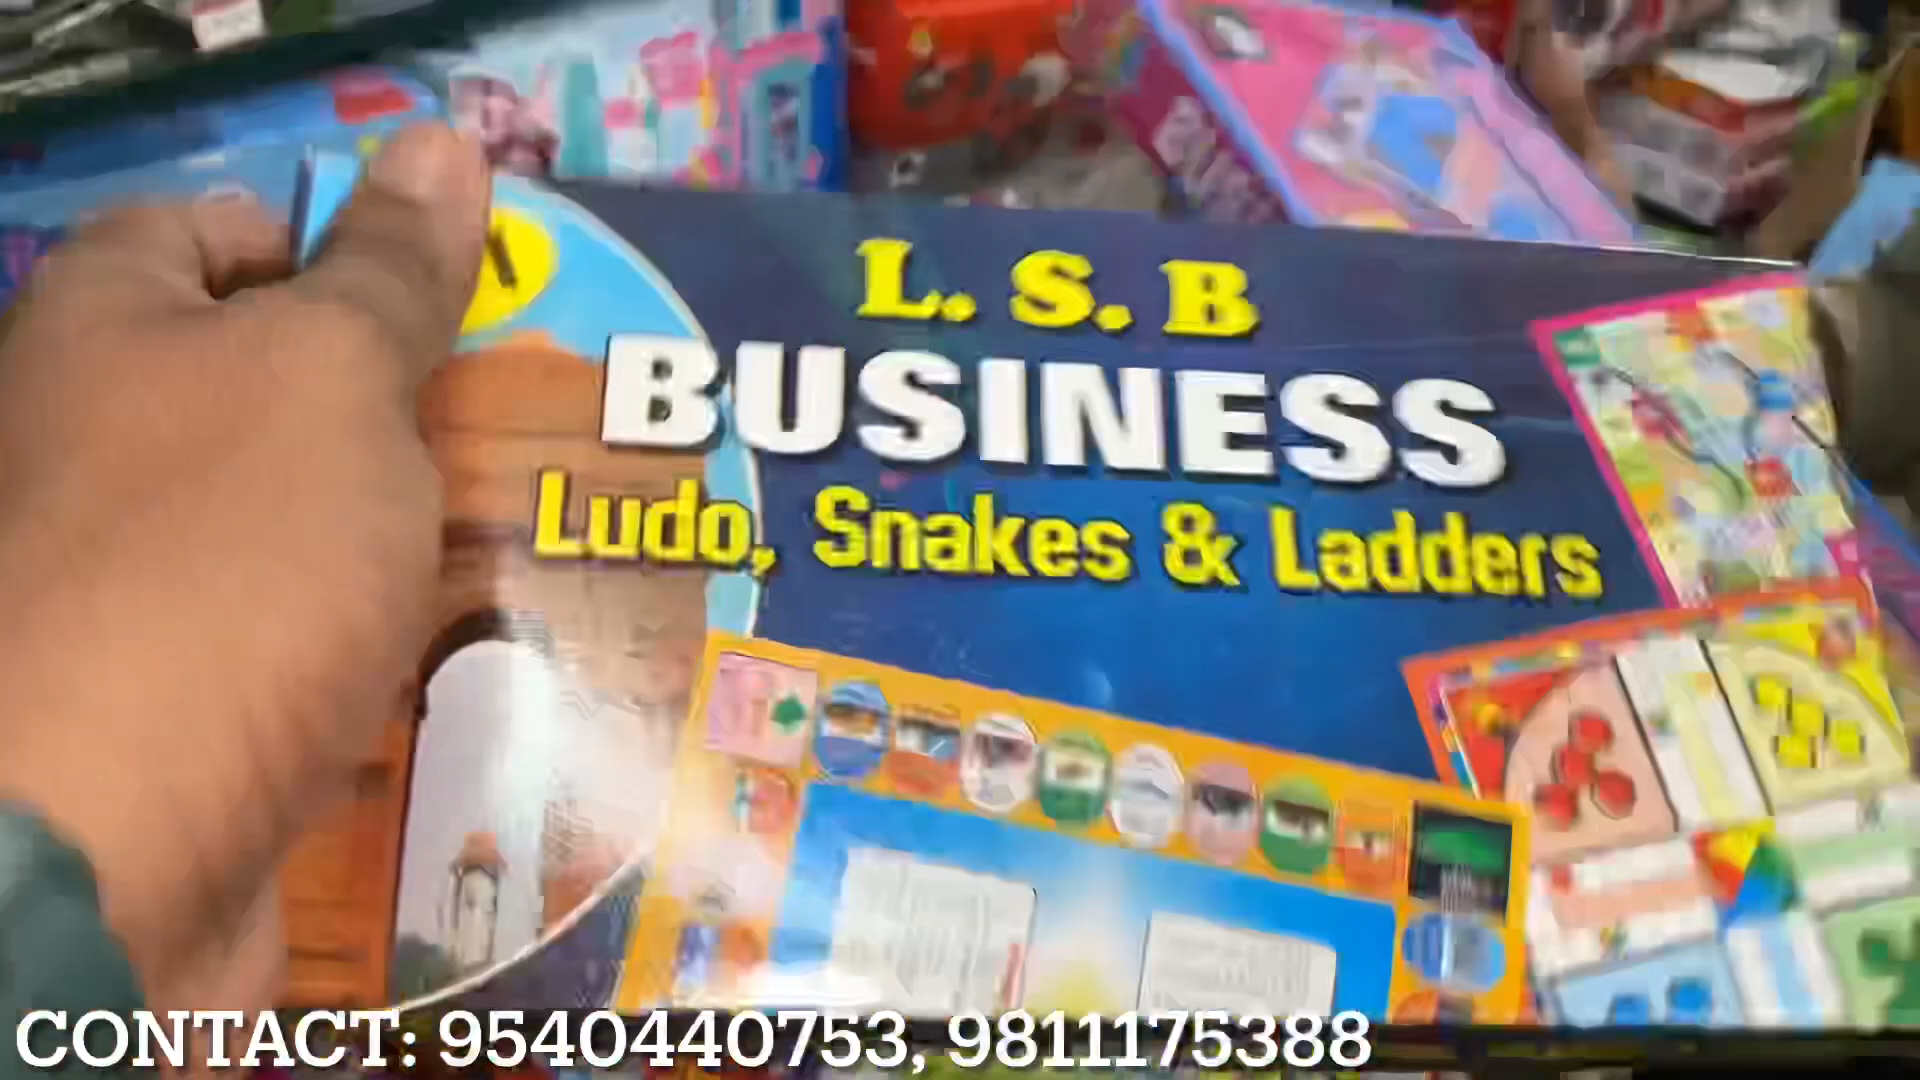 L. S. B
BUSINESS
Ludo, Snakes & Ladders
CONTACT: 9540440753, 9811175388